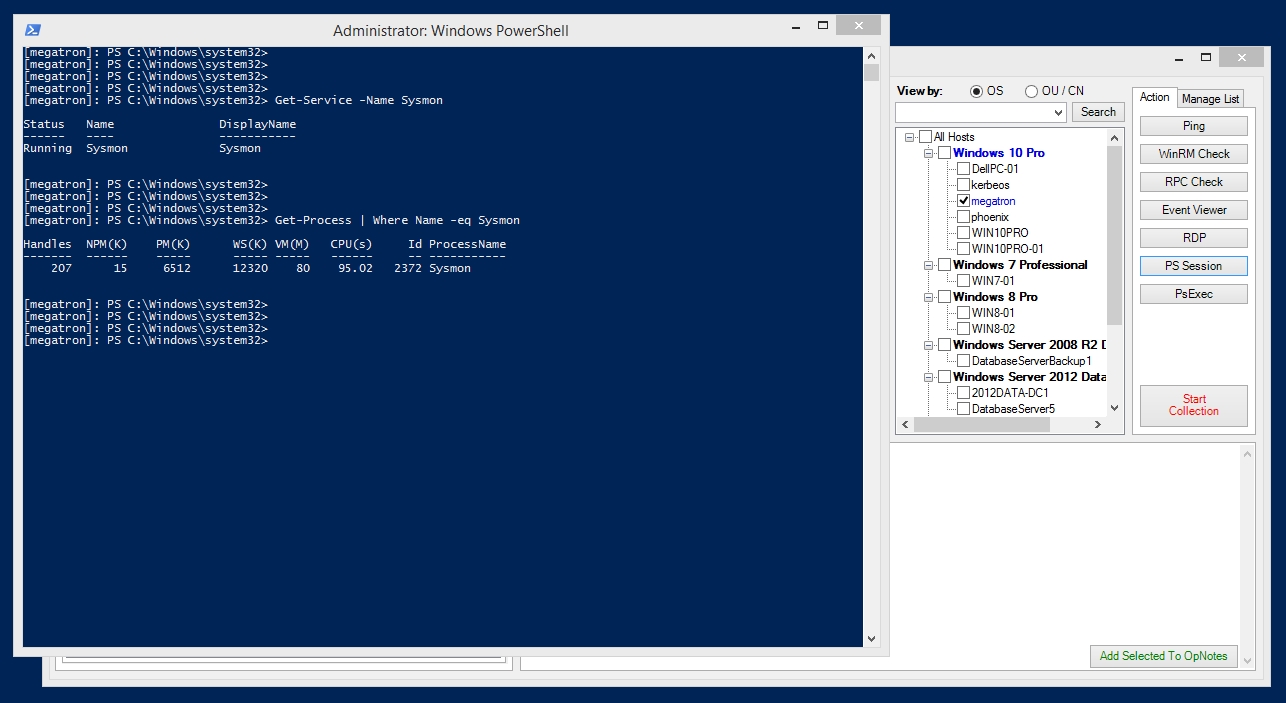 Administrator: Windows PowerShell
[megatron]: PS C:\Windows\system32>
[megatron]: PS C:\Windows\system32>
[megatron]: PS C:\Windows\system32>
[megatron]: PS C:\Windows\system32>
[megatron]: PS C:\Windows\system32> Get-Service -Name Sysmon
Status Name DisplayName
------ ---- -----------
Running Sysmon Sysmon
[megatron]: PS C:\Windows\system32>
[megatron]: PS C:\Windows\system32>
[megatron]: PS C:\Windows\system32>
[megatron]: PS C:\Windows\system32> Get-Process | Where Name -eq Sysmon
Handles NPM(K) PM(K) WS(K) VM(M) CPU(s) Id ProcessName
------- ------ ----- ----- ----- ------ -- -----------
207 15 6512 12320 80 95.02 2372 Sysmon
[megatron]: PS C:\Windows\system32>
[megatron]: PS C:\Windows\system32>
[megatron]: PS C:\Windows\system32>
[megatron]: PS C:\Windows\system32>
View by: OS OU / CN
Search
All Hosts
Windows 10 Pro
DellPC-01
kerbeos
megatron
phoenix
WIN10PRO
WIN10PRO-01
Windows 7 Professional
WIN7-01
Windows 8 Pro
WIN8-01
WIN8-02
Windows Server 2008 R2 D
DatabaseServerBackup1
Windows Server 2012 Data
2012DATA-DC1
DatabaseServer5
Action Manage List
Ping
WinRM Check
RPC Check
Event Viewer
RDP
PS Session
PsExec
Start
Collection
Add Selected To OpNotes